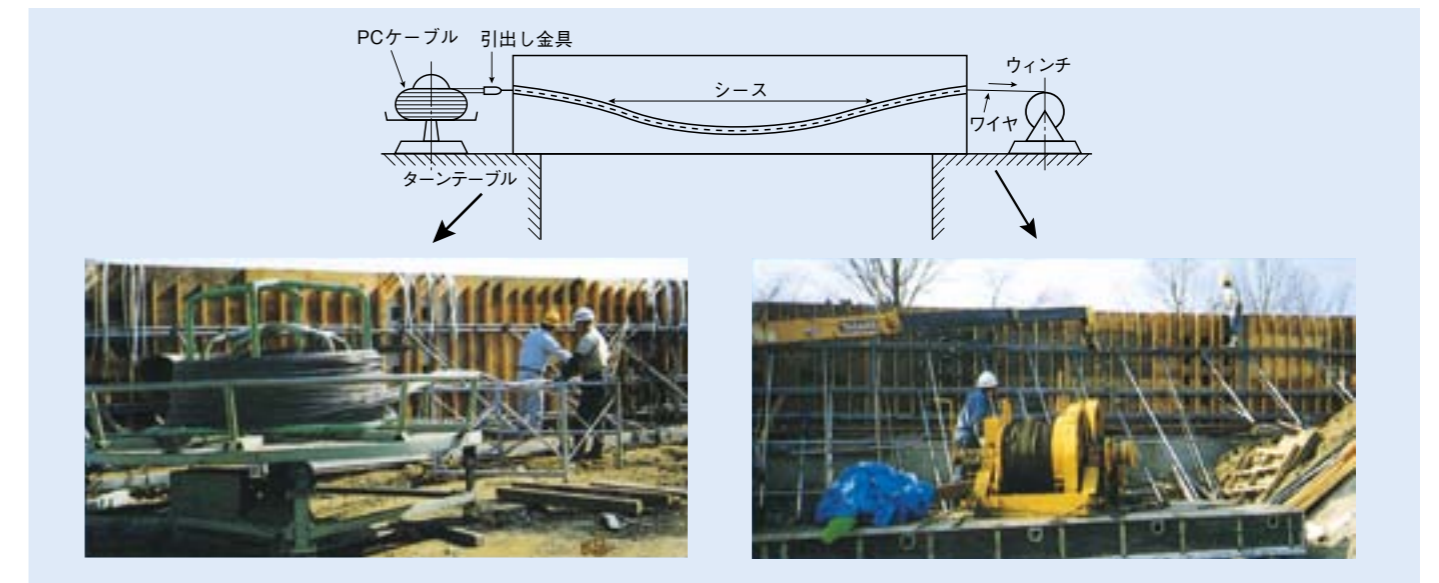 PCケーブル
引出し金具
シース
ウィンチ
ワイヤ
ターンテーブル